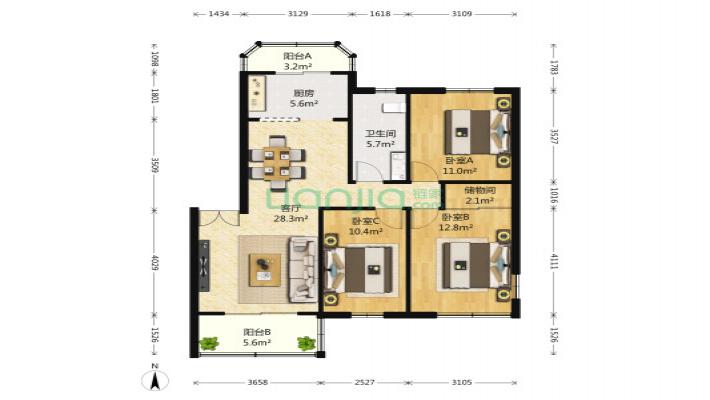 1434
3129
1618
3109
阳台A
3.2m²
1098
1801
3509
4029
1526
1783
3527
1016
4111
1526
厨房
5.6m²
卫生间
5.7m²
卧室A
11.0m²
储物间
2.1m²
lianjia
链家
.com
客厅
28.3m²
卧室C
10.4m²
卧室B
12.8m²
阳台B
5.6m²
N
3658
2527
3105